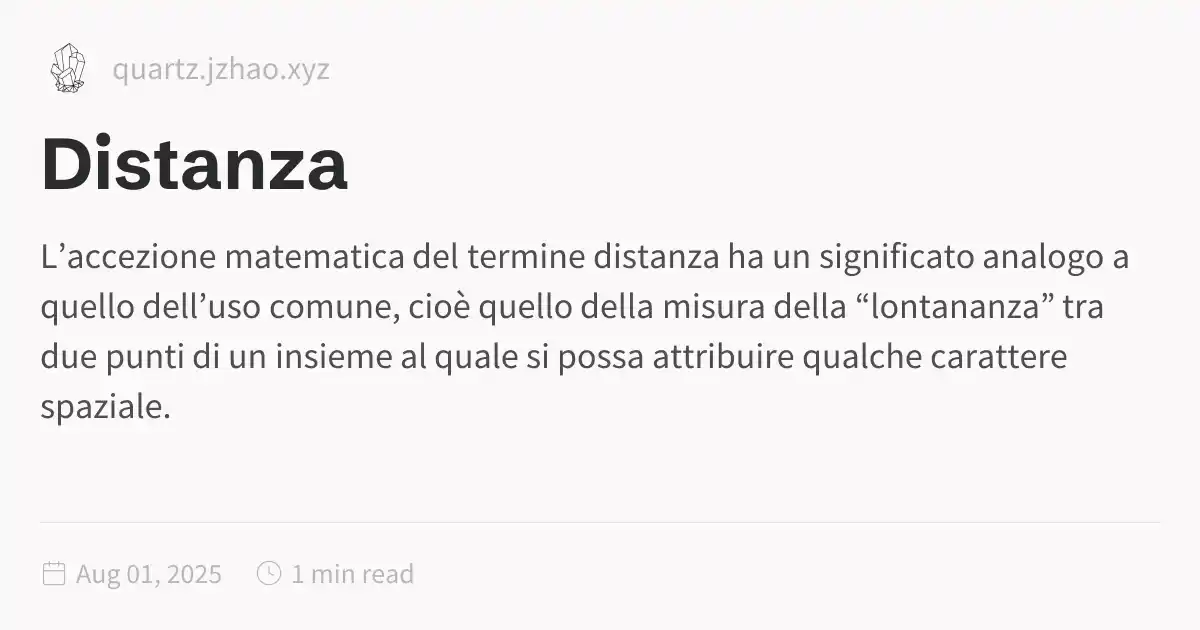 quartz.jzhao.xyz
Distanza
L’accezione matematica del termine distanza ha un significato analogo a
quello dell’uso comune, cioè quello della misura della “lontananza” tra
due punti di un insieme al quale si possa attribuire qualche carattere
spaziale.
Aug 01, 2025 1 min read